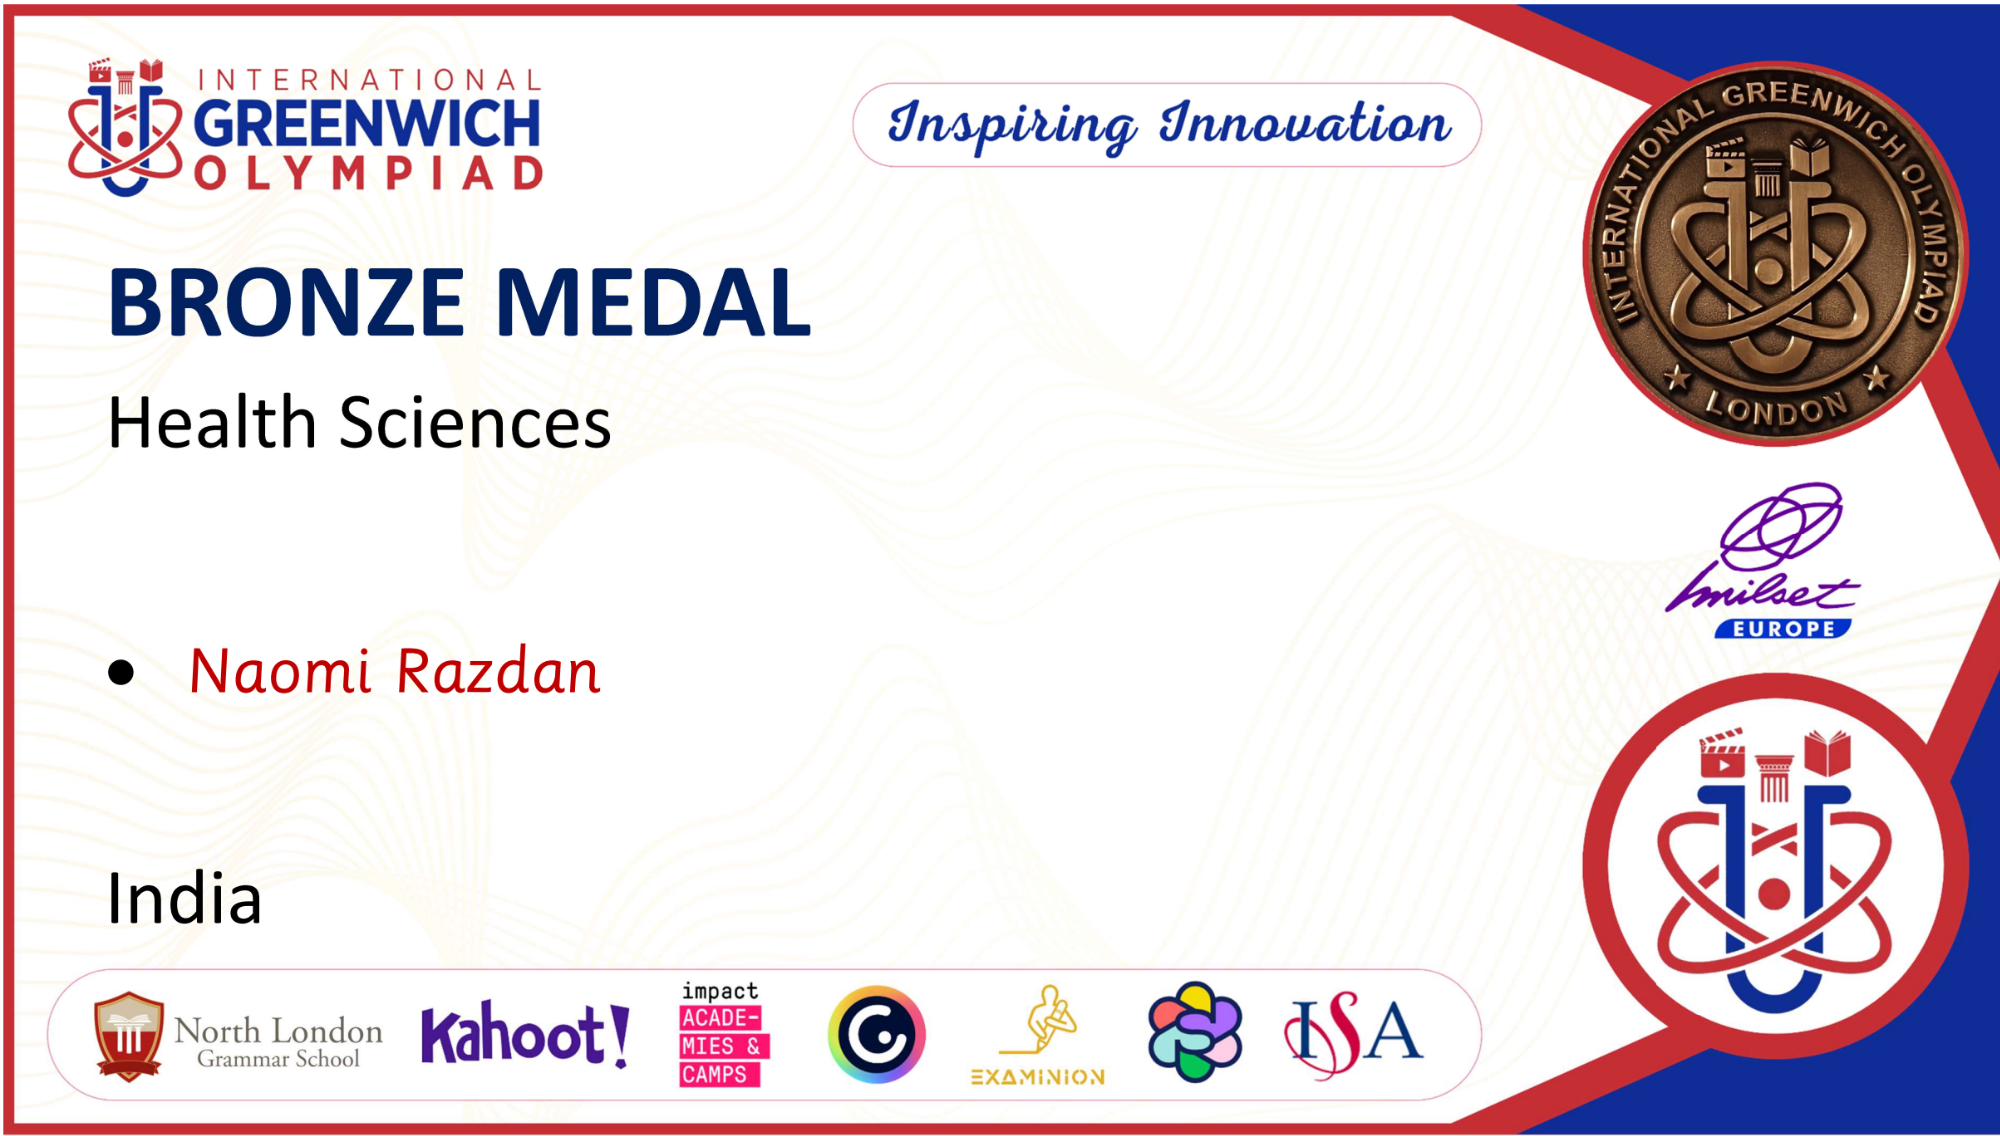 INTERNATIONAL
GREENWICH
OLYMPIAD
Inspiring Innovation
INTERNATIONAL GREENWICH OLYMPIAD
LONDON
BRONZE MEDAL
Health Sciences
milset
EUROPE
• Naomi Razdan
India
North London
Grammar School
Kahoot!
impact
ACADE-
MIES &
CAMPS
EXAMINION
ISA